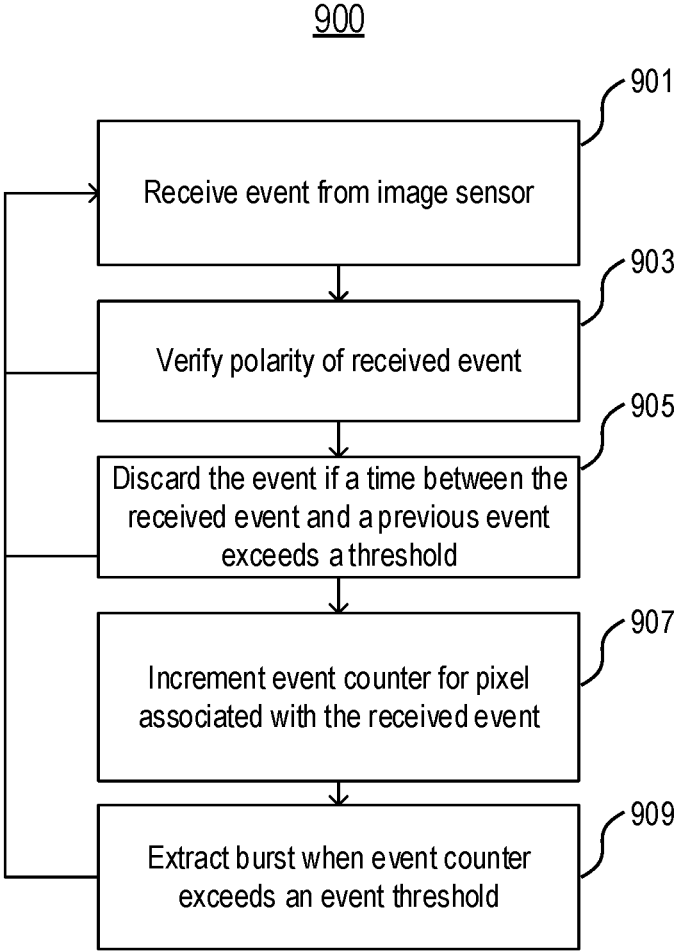 900
901
Receive event from image sensor
903
Verify polarity of received event
905
Discard the event if a time between the
received event and a previous event
exceeds a threshold
907
Increment event counter for pixel
associated with the received event
909
Extract burst when event counter
exceeds an event threshold